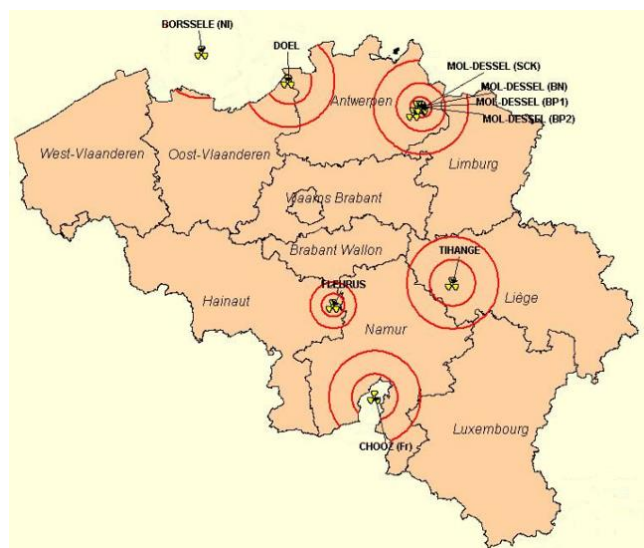 BORSSELE (Nl)
DOEL
MOL-DESSEL (SCK)
MOL-DESSEL (BN)
MOL-DESSEL (BP1)
MOL-DESSEL (BP2)
Antwerpen
West-Vlaanderen
Oost-Vlaanderen
Limburg
Vlaams Brabant
Brabant Wallon
TIHANGE
FLEURUS
Hainaut
Liège
Namur
Luxembourg
CHOOZ (Fr)